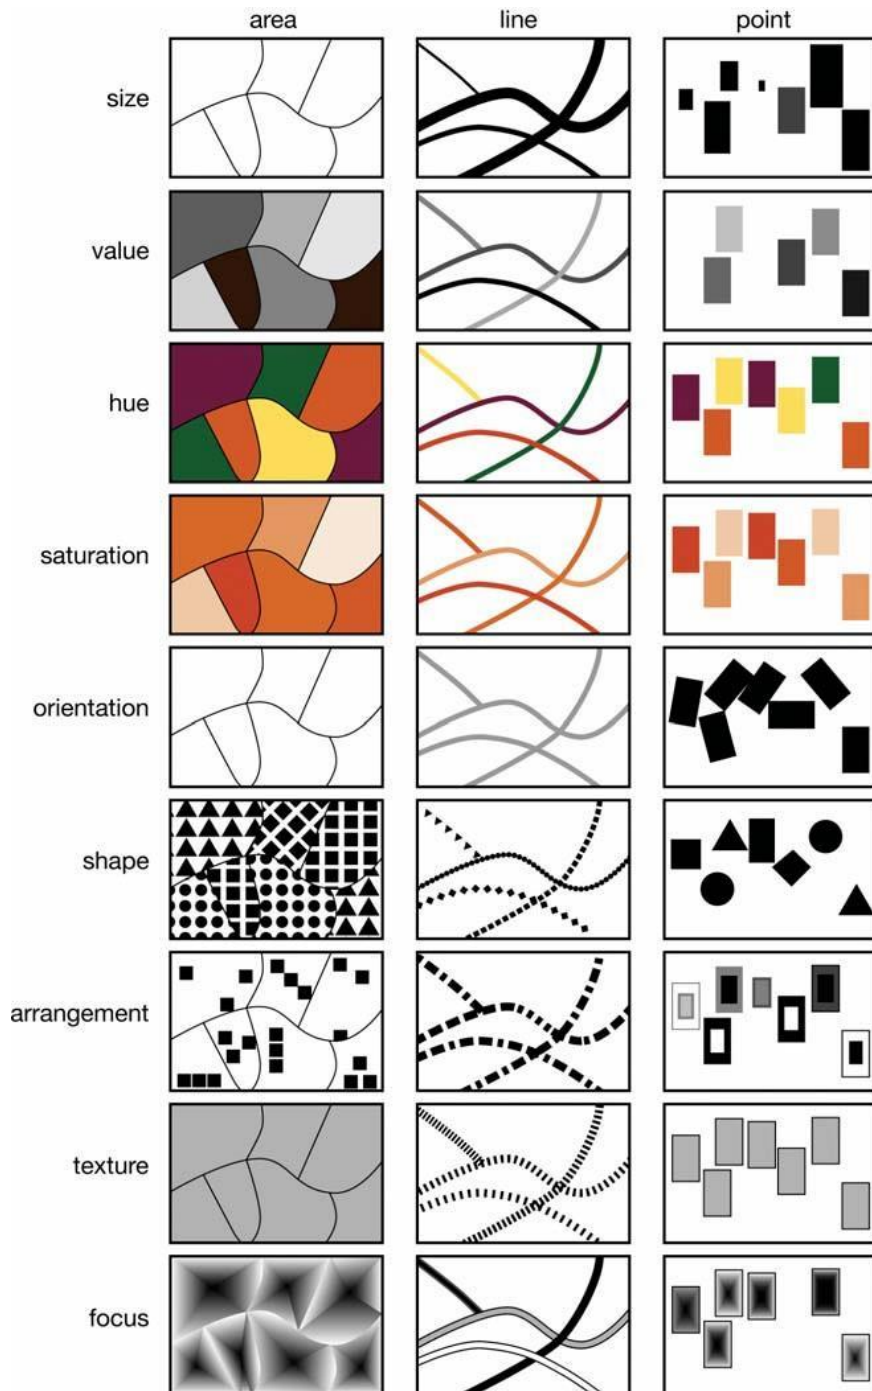 area line point
size
value
hue
saturation
orientation
shape
arrangement
texture
focus